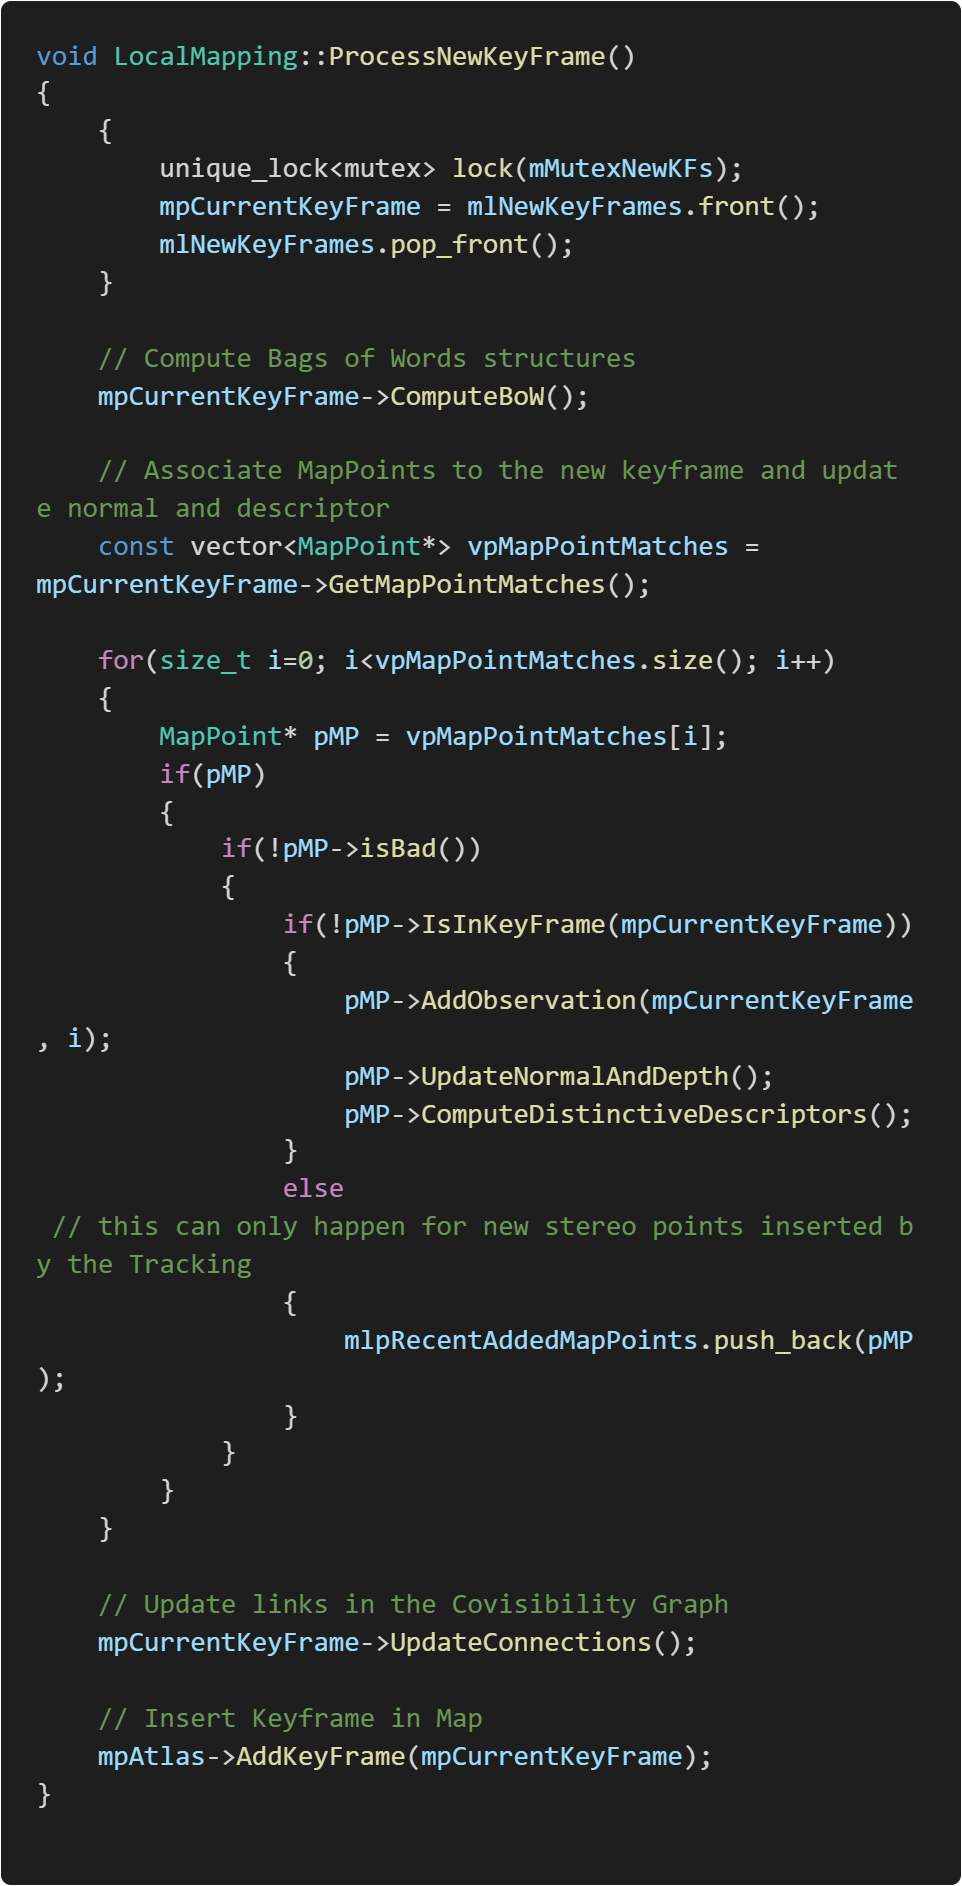 void LocalMapping::ProcessNewKeyFrame()
{
    {
        unique_lock<mutex> lock(mMutexNewKFs);
        mpCurrentKeyFrame = mlNewKeyFrames.front();
        mlNewKeyFrames.pop_front();
    }

    // Compute Bags of Words structures
    mpCurrentKeyFrame->ComputeBoW();

    // Associate MapPoints to the new keyframe and updat
e normal and descriptor
    const vector<MapPoint*> vpMapPointMatches =
mpCurrentKeyFrame->GetMapPointMatches();

    for(size_t i=0; i<vpMapPointMatches.size(); i++)
    {
        MapPoint* pMP = vpMapPointMatches[i];
        if(pMP)
        {
            if(!pMP->isBad())
            {
                if(!pMP->IsInKeyFrame(mpCurrentKeyFrame))
                {
                    pMP->AddObservation(mpCurrentKeyFrame
, i);
                    pMP->UpdateNormalAndDepth();
                    pMP->ComputeDistinctiveDescriptors();
                }
                else
 // this can only happen for new stereo points inserted b
y the Tracking
                {
                    mlpRecentAddedMapPoints.push_back(pMP
);
                }
            }
        }
    }

    // Update links in the Covisibility Graph
    mpCurrentKeyFrame->UpdateConnections();

    // Insert Keyframe in Map
    mpAtlas->AddKeyFrame(mpCurrentKeyFrame);
}